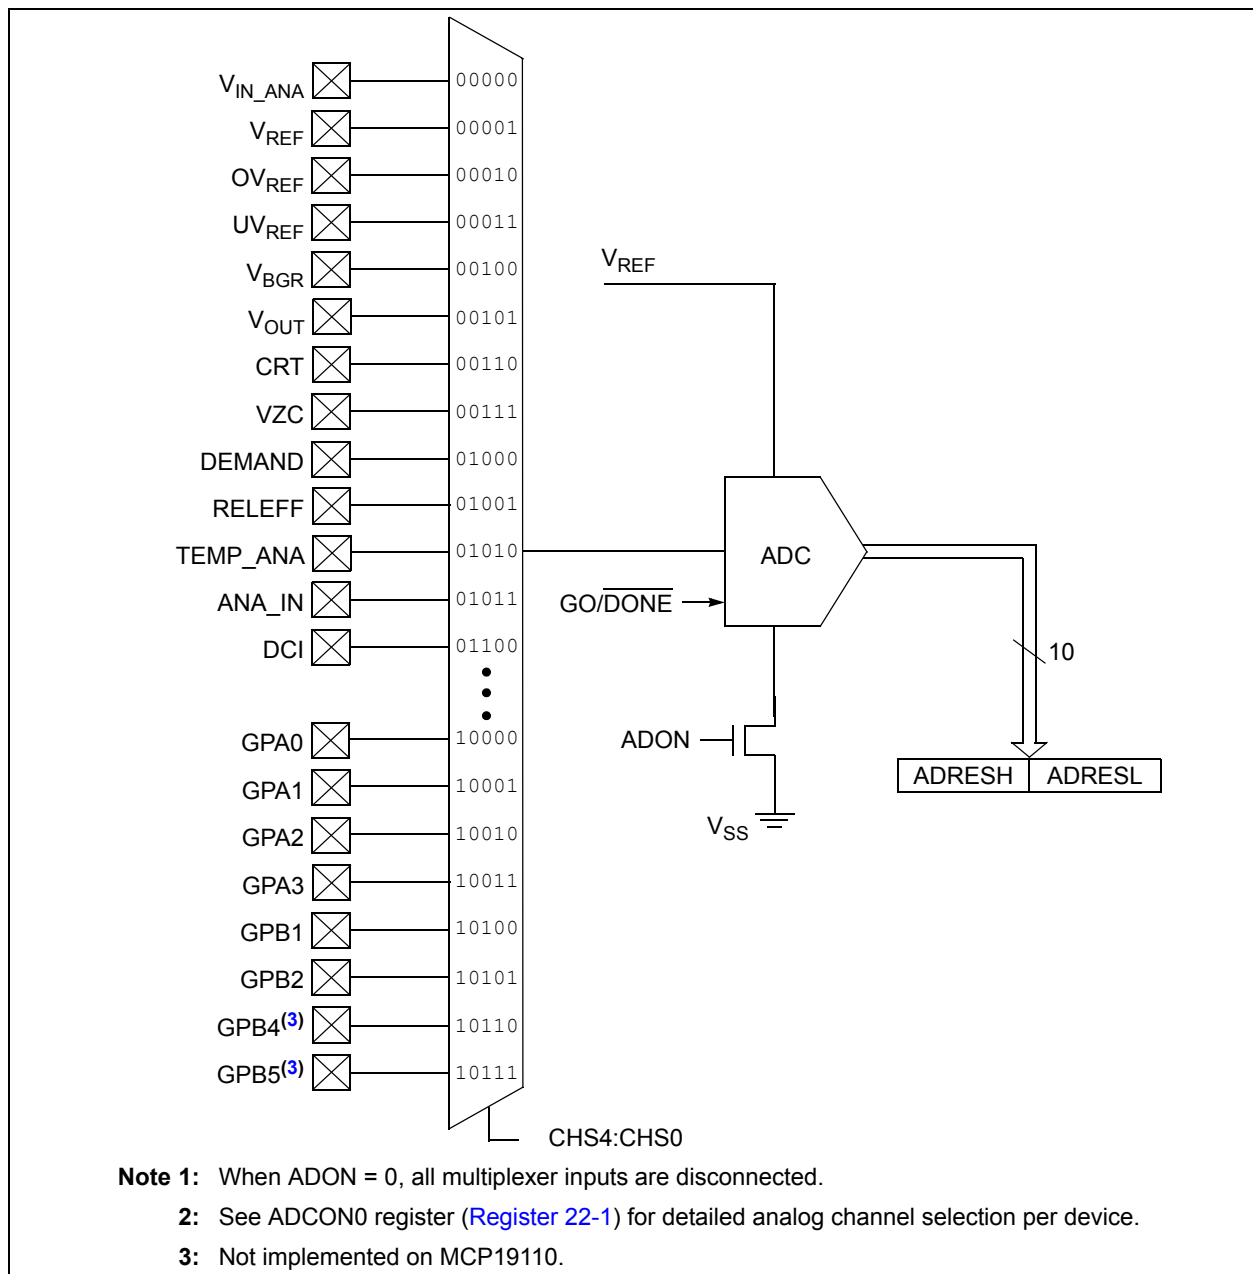 VIN_ANA 00000
VREF 00001
OVREF 00010
UVREF 00011
VBGR 00100
VOUT 00101
CRT 00110
VZC 00111
DEMAND 01000
RELEFF 01001
TEMP_ANA 01010
ANA_IN 01011
DCI 01100
GPA0 10000
GPA1 10001
GPA2 10010
GPA3 10011
GPB1 10100
GPB2 10101
GPB4(3) 10110
GPB5(3) 10111
CHS4:CHS0
VREF
ADC
GO/DONE
ADON
VSS
10
ADRESH ADRESL
Note 1: When ADON = 0, all multiplexer inputs are disconnected.
2: See ADCON0 register (Register 22-1) for detailed analog channel selection per device.
3: Not implemented on MCP19110.